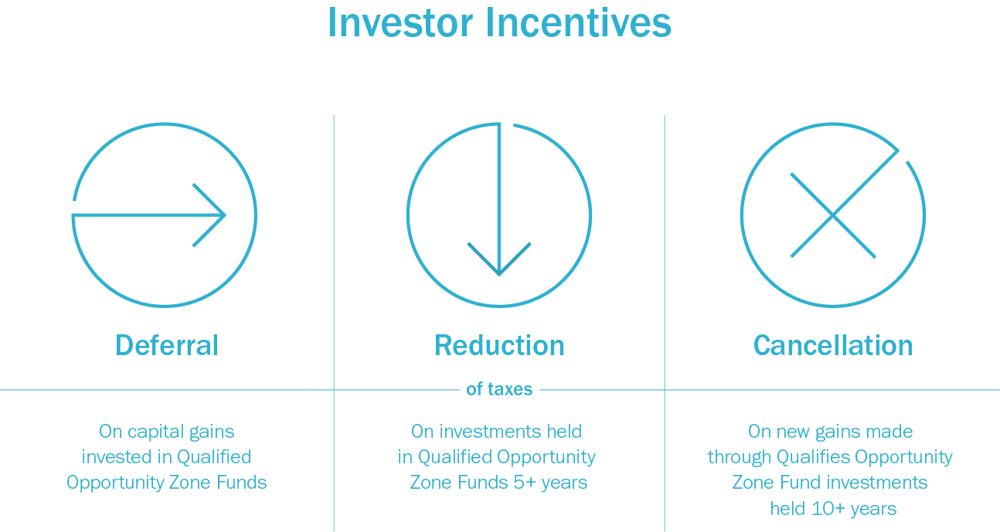 Investor Incentives
Deferral
Reduction
Cancellation
of taxes
On capital gains
invested in Qualified
Opportunity Zone Funds
On investments held
in Qualified Opportunity
Zone Funds 5+ years
On new gains made
through Qualifies Opportunity
Zone Fund investments
held 10+ years